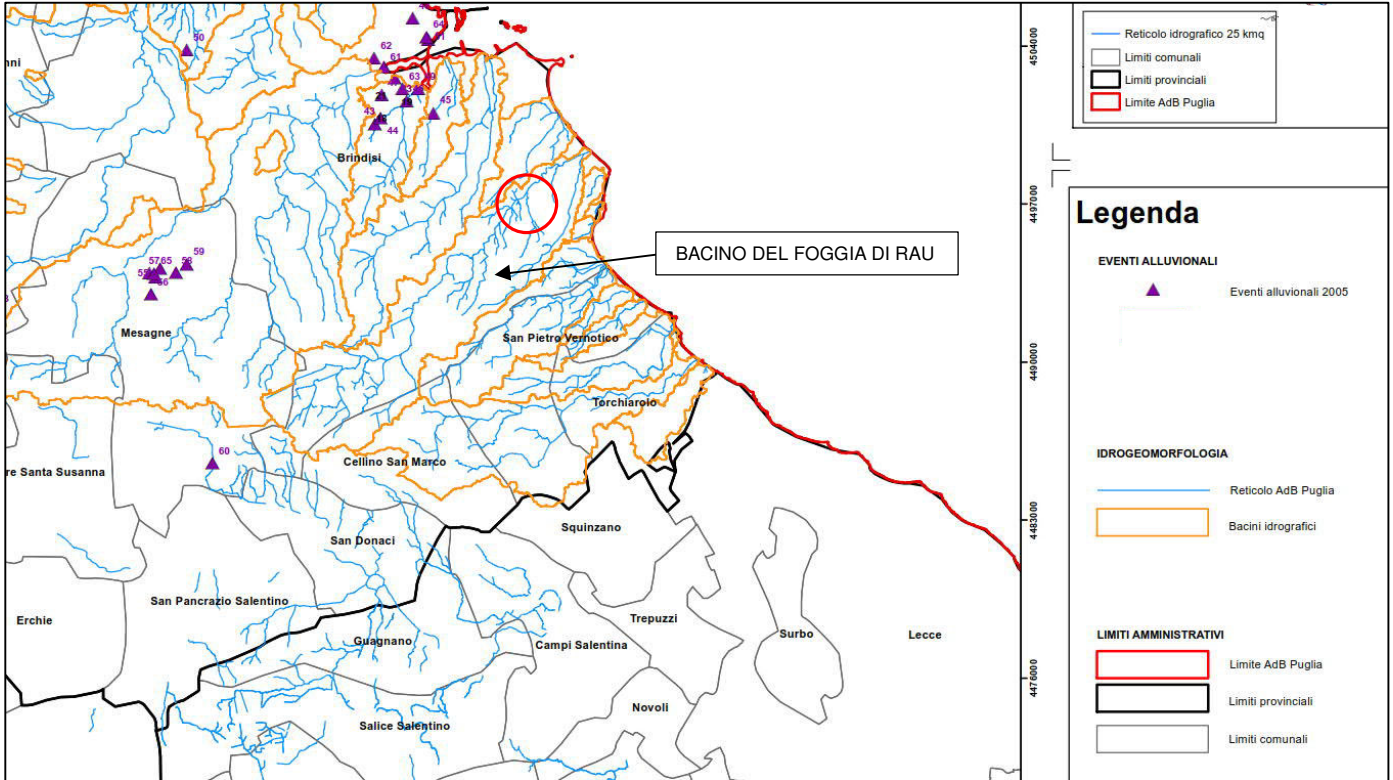 50
62
61
64
63
45
43
44
Brindisi
59
5765
60
Mesagne
BACINO DEL FOGGIA DI RAU
San Pietro Vernotico
Torchiarolo
re Santa Susanna
Cellino San Marco
Squinzano
San Donaci
San Pancrazio Salentino
Erchie
Guagnano
Campi Salentina
Trepuzzi
Surbo
Lecce
Novoli
Salice Salentino
4504000
4497000
4490000
4483000
4476000
Reticolo idrografico 25 kmq
Limiti comunali
Limiti provinciali
Limite AdB Puglia
Legenda
EVENTI ALLUVIONALI
Eventi alluvionali 2005
IDROGEOMORFOLOGIA
Reticolo AdB Puglia
Bacini idrografici
LIMITI AMMINISTRATIVI
Limite AdB Puglia
Limiti provinciali
Limiti comunali